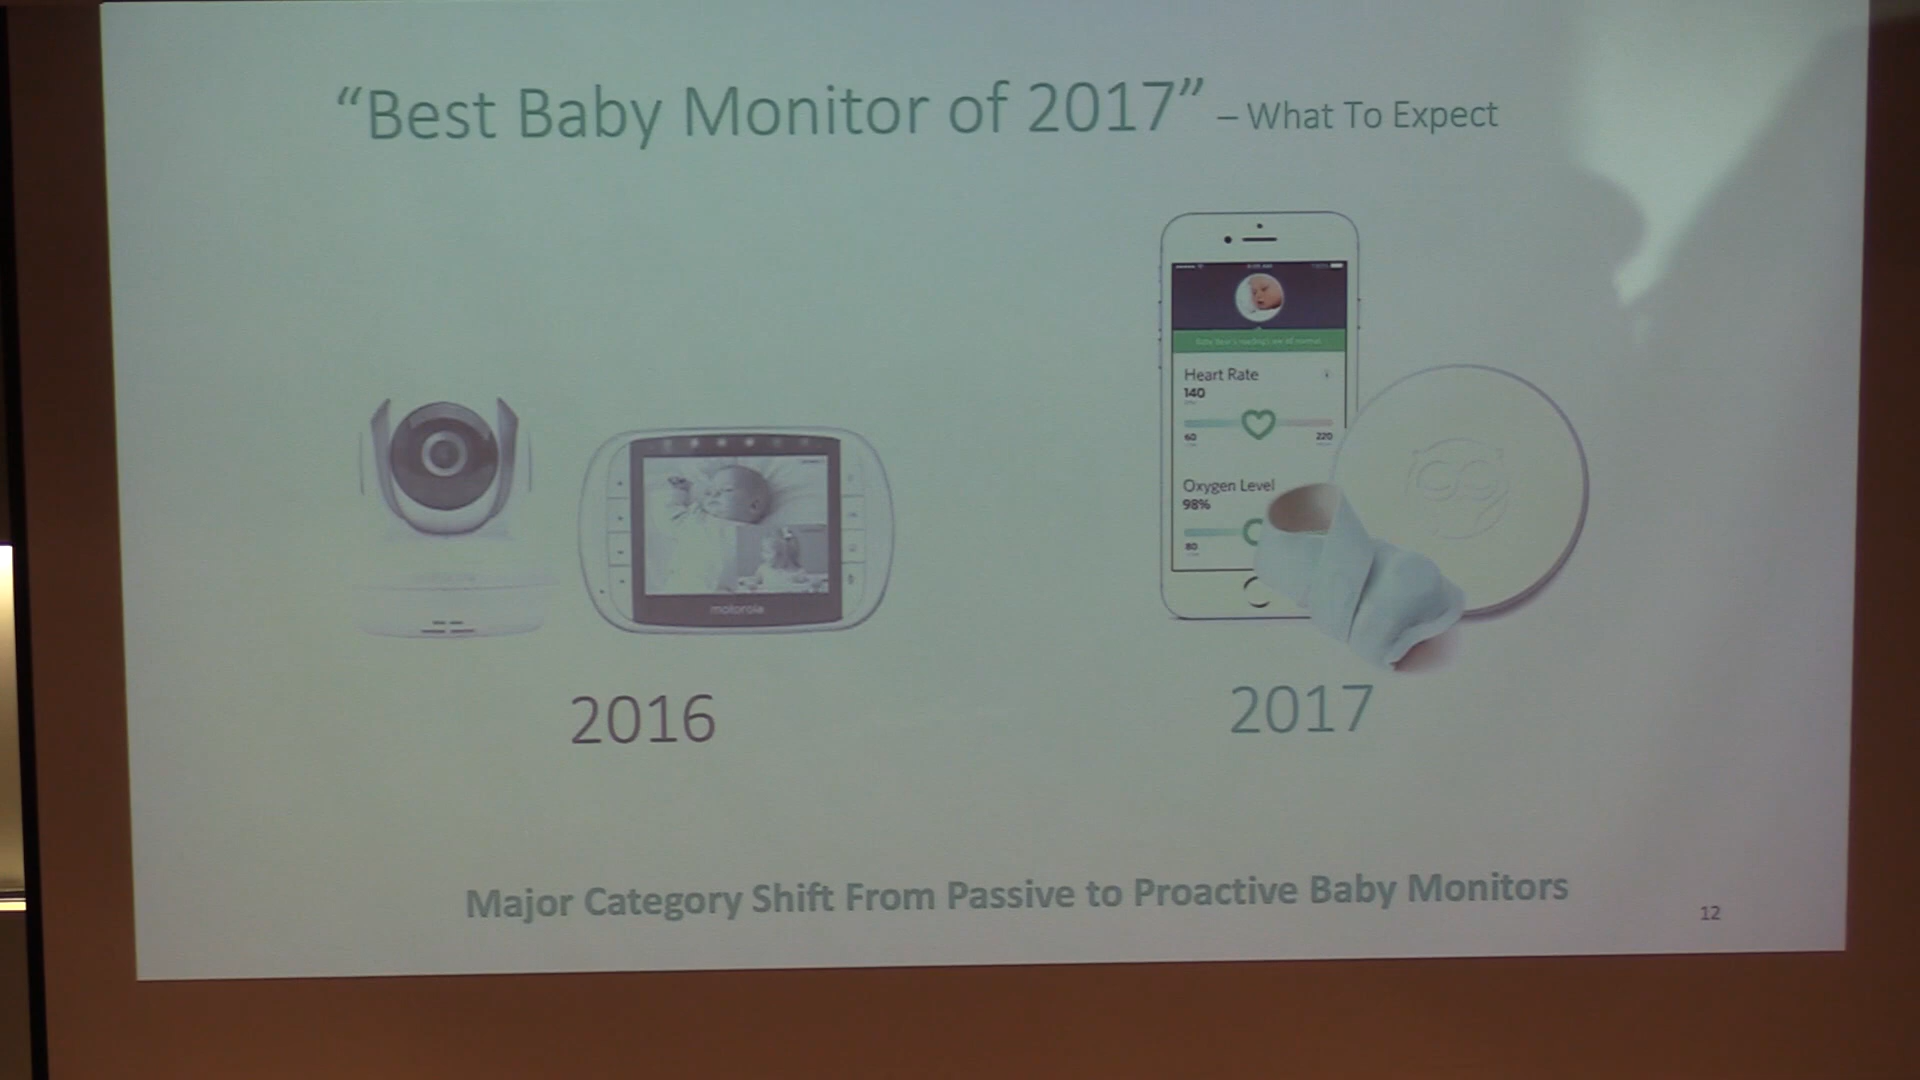 “Best Baby Monitor of 2017” – What To Expect
Heart Rate
140
60 220
Oxygen Level
98%
80
motorola
2016
2017
Major Category Shift From Passive to Proactive Baby Monitors
12